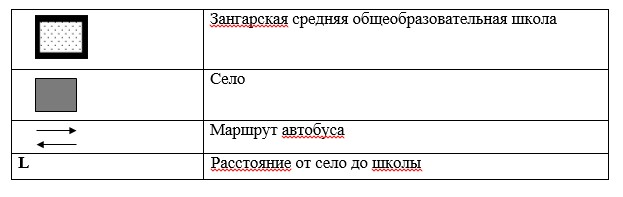 Зангарская средняя общеобразовательная школа
Село
Маршрут автобуса
L Расстояние от село до школы